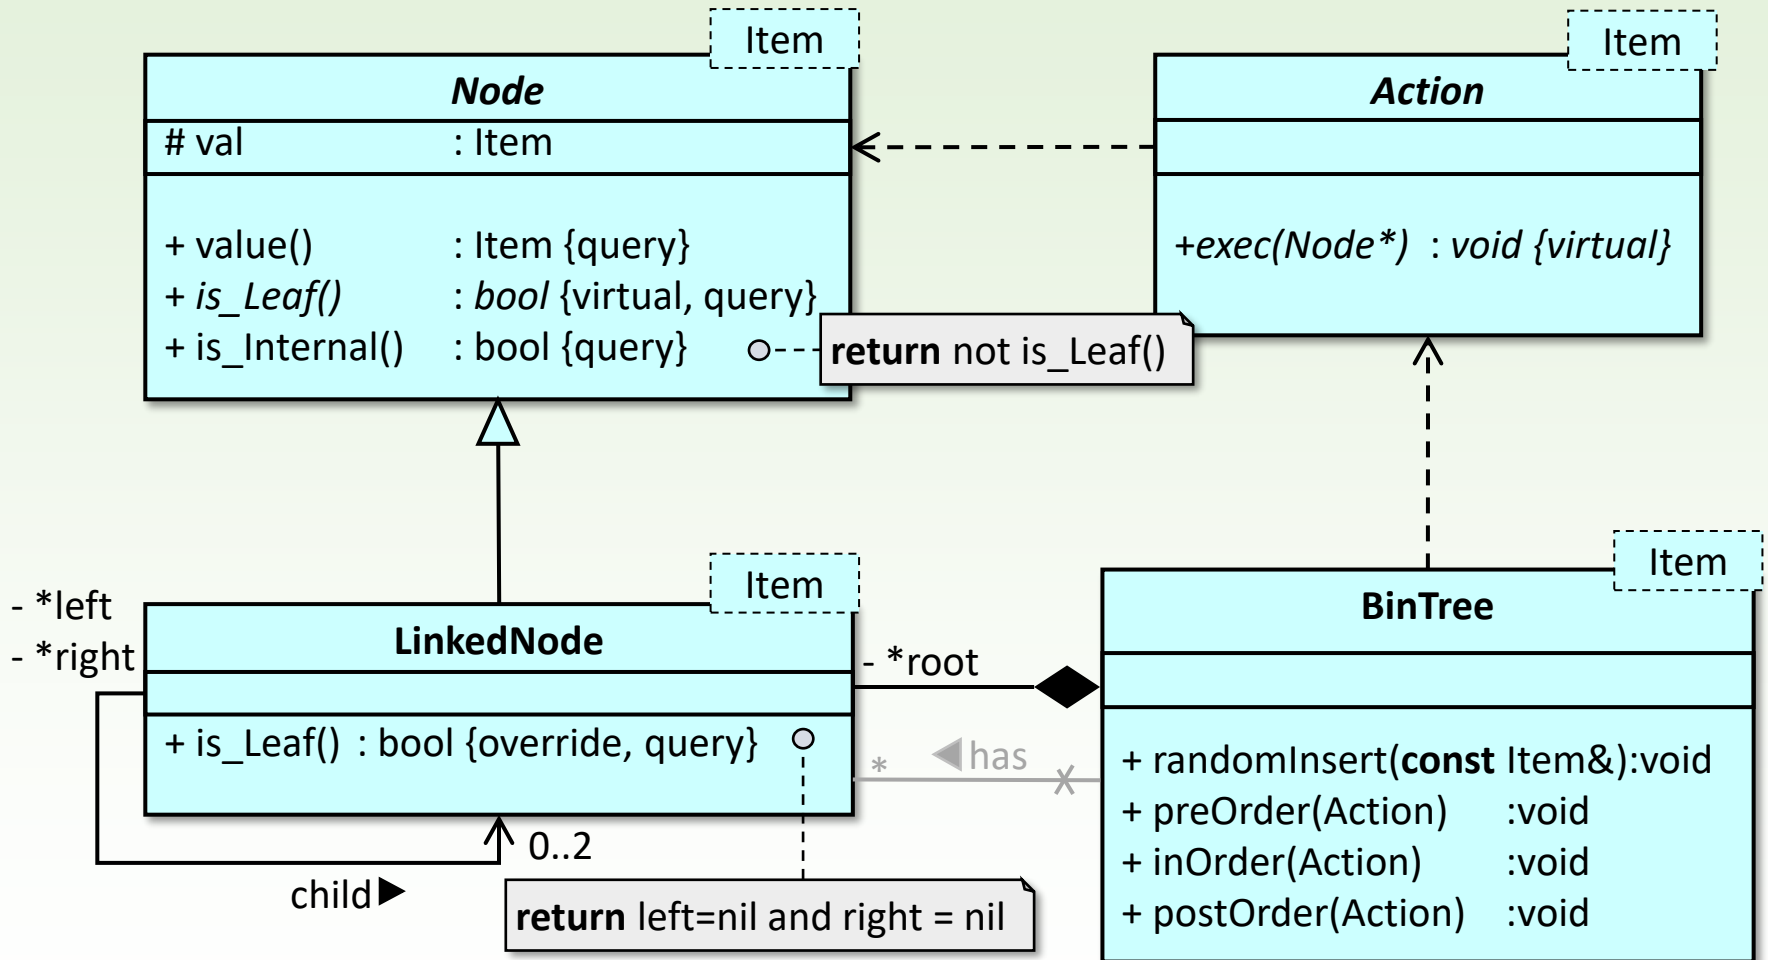 Item
Node
# val : Item
+ value() : Item {query}
+ is_Leaf() : bool {virtual, query}
+ is_Internal() : bool {query}
return not is_Leaf()
Item
Action
+exec(Node*) : void {virtual}
Item
LinkedNode
+ is_Leaf() : bool {override, query}
- *left
- *right
child►
0..2
return left=nil and right = nil
- *root
* ◄has
Item
BinTree
+ randomInsert(const Item&):void
+ preOrder(Action) :void
+ inOrder(Action) :void
+ postOrder(Action) :void